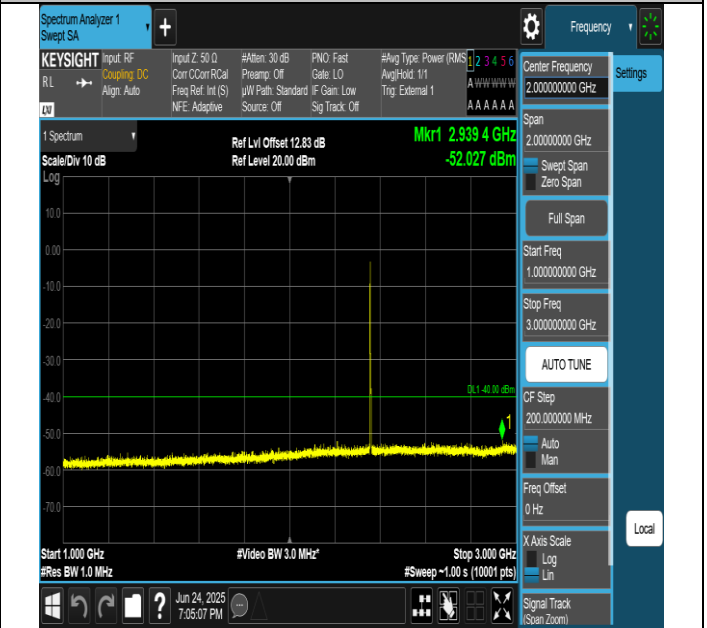 Spectrum Analyzer 1
Swept SA
Frequency
KEYSIGHT
RL
LXI
Input: RF
Coupling: DC
Align: Auto
Input Z: 50 Ω
Corr CCorr RCal
Freq Ref: Int (S)
NFE: Adaptive
#Atten: 30 dB
Preamp: Off
µW Path: Standard
Source: Off
PNO: Fast
Gate: LO
IF Gain: Low
Sig Track: Off
#Avg Type: Power (RMS
Avg|Hold: 1/1
Trig: External 1
1 2 3 4 5 6
A W W W W W
A A A A A A
Center Frequency
2.00000000 GHz
Settings
Span
2.00000000 GHz
Swept Span
Zero Span
Full Span
Start Freq
1.000000000 GHz
Stop Freq
3.000000000 GHz
AUTO TUNE
CF Step
200.000000 MHz
Auto
Man
Freq Offset
0 Hz
X Axis Scale
Log
Lin
Signal Track
(Span Zoom)
Local
1 Spectrum
Scale/Div 10 dB
Log
Ref Lvl Offset 12.83 dB
Ref Level 20.00 dBm
Mkr1 2.939 4 GHz
-52.027 dBm
10.0
0.00
-10.0
-20.0
-30.0
-40.0
-50.0
-60.0
-70.0
DL1 -40.00 dBm
1
Start 1.000 GHz
#Res BW 1.0 MHz
#Video BW 3.0 MHz*
Stop 3.000 GHz
#Sweep ~1.00 s (10001 pts)
Jun 24, 2025
7:05:07 PM